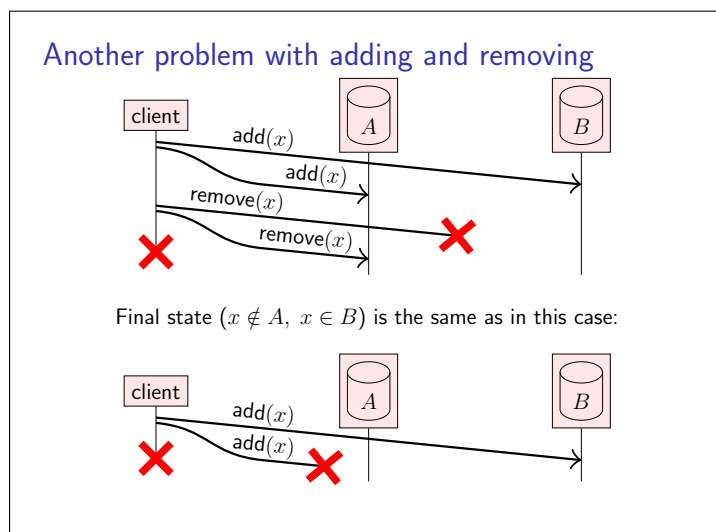 Another problem with adding and removing
client
A
B
add(x)
add(x)
remove(x)
remove(x)
Final state (x ∉ A, x ∈ B) is the same as in this case:
client
A
B
add(x)
add(x)